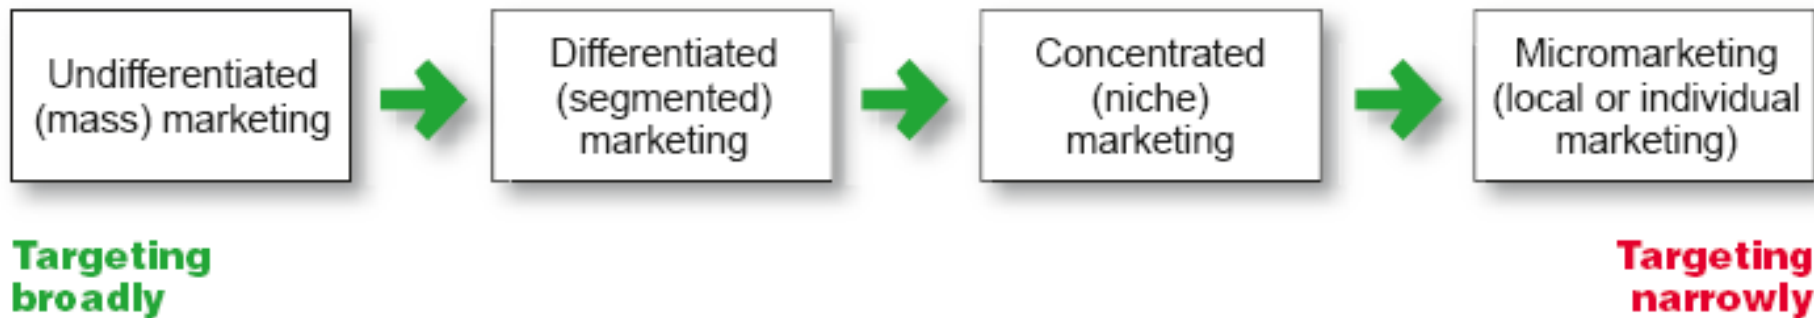 Undifferentiated
(mass) marketing
Differentiated
(segmented)
marketing
Concentrated
(niche)
marketing
Micromarketing
(local or individual
marketing)
Targeting
broadly
Targeting
narrowly